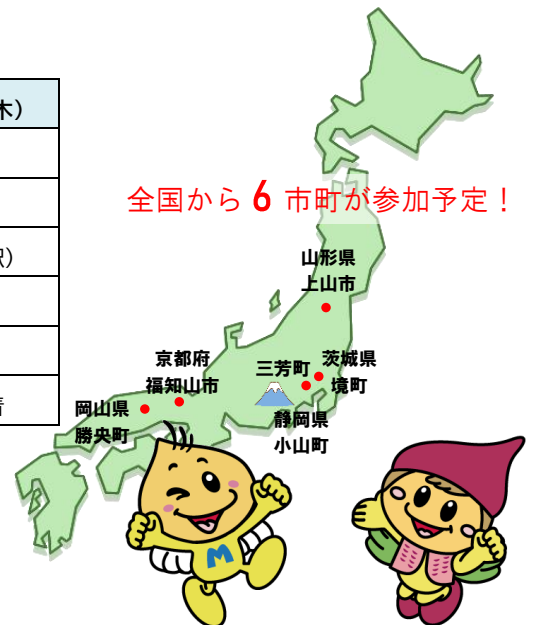 木）
全国から 6 市町が参加予定！
山形県
上山市
京都府
福知山市
三芳町
茨城県
境町
岡山県
勝央町
静岡県
小山町
M